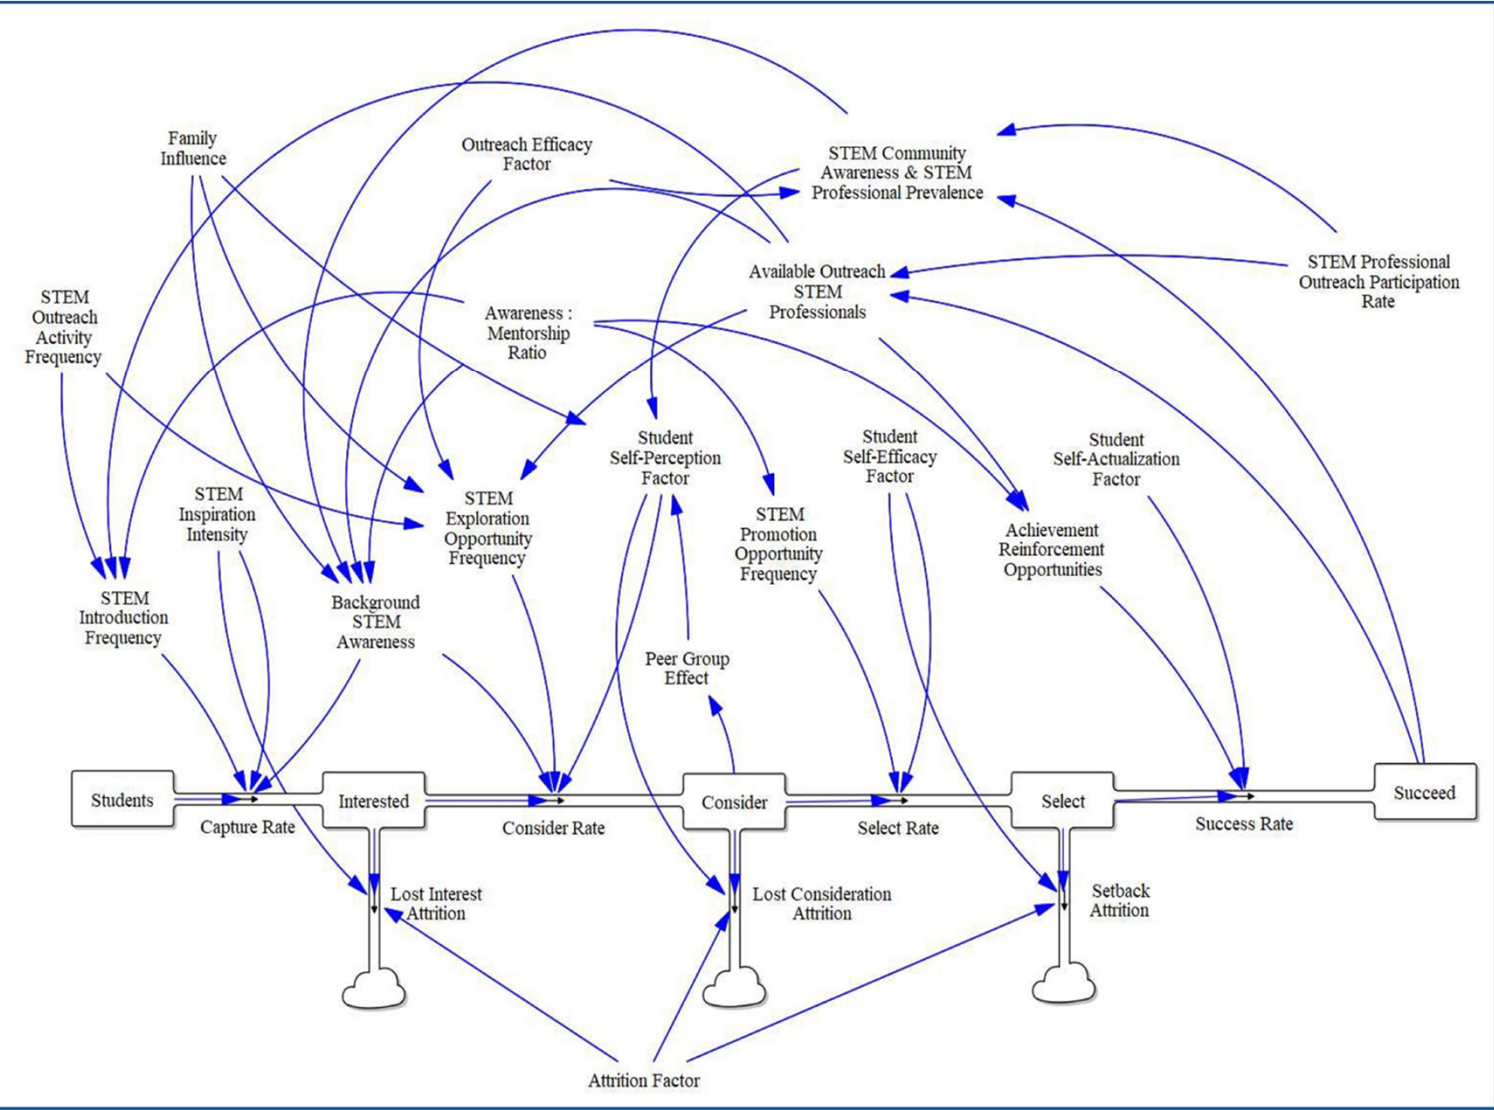 Family
Influence
Outreach Efficacy
Factor
STEM Community
Awareness & STEM
Professional Prevalence
STEM Professional
Outreach Participation
Rate
Available Outreach
STEM
Professionals
STEM
Outreach
Activity
Frequency
Awareness :
Mentorship
Ratio
Student
Self-Perception
Factor
Student
Self-Efficacy
Factor
Student
Self-Actualization
Factor
STEM
Inspiration
Intensity
STEM
Exploration
Opportunity
Frequency
STEM
Promotion
Opportunity
Frequency
Achievement
Reinforcement
Opportunities
STEM
Introduction
Frequency
Background
STEM
Awareness
Peer Group
Effect
Students
Interested
Consider
Select
Succeed
Capture Rate
Consider Rate
Select Rate
Success Rate
Lost Interest
Attrition
Lost Consideration
Attrition
Setback
Attrition
Attrition Factor